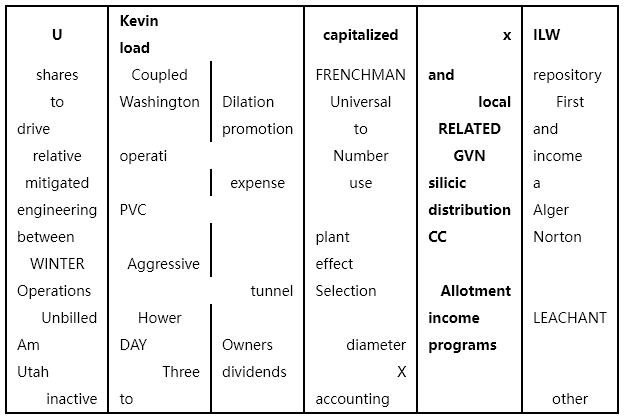 U Kevin load capitalized x ILW
shares Coupled FRENCHMAN and repository
to Washington Dilation Universal local First
drive promotion to RELATED and
relative operati Number GVN income
mitigated expense use silicic a
engineering PVC distribution Alger
between plant CC Norton
WINTER Aggressive effect
Operations tunnel Selection Allotment
Unbilled Hower income LEACHANT
Am DAY Owners diameter programs
Utah Three dividends X
inactive to accounting other